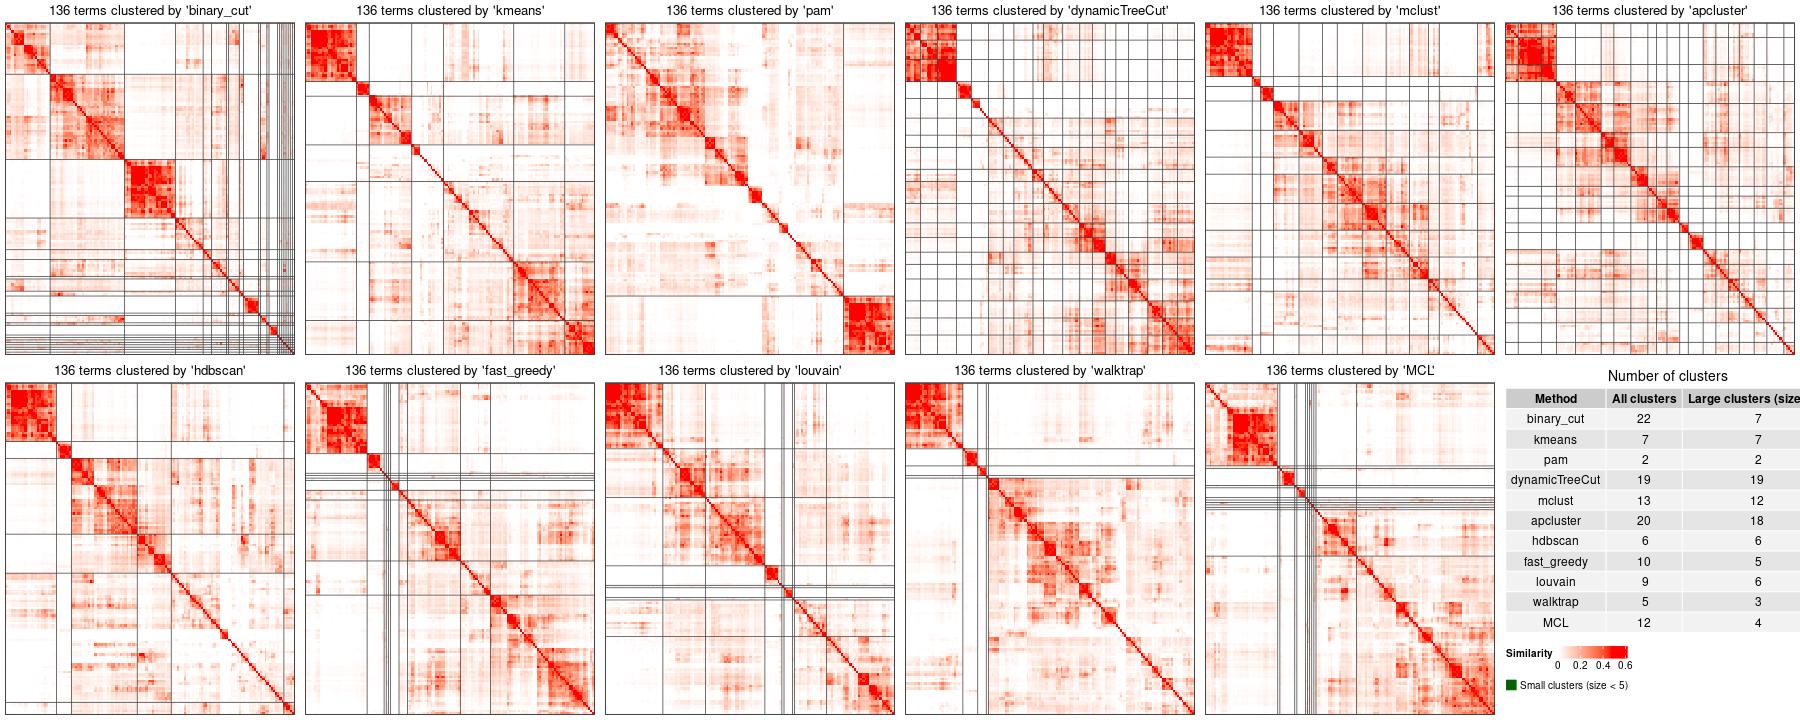 136 terms clustered by 'binary_cut'
136 terms clustered by 'kmeans'
136 terms clustered by 'pam'
136 terms clustered by 'dynamicTreeCut'
136 terms clustered by 'mclust'
136 terms clustered by 'apcluster'
136 terms clustered by 'hdbscan'
136 terms clustered by 'fast_greedy'
136 terms clustered by 'louvain'
136 terms clustered by 'walktrap'
136 terms clustered by 'MCL'
Number of clusters
Method All clusters Large clusters (size
binary_cut 22 7
kmeans 7 7
pam 2 2
dynamicTreeCut 19 19
mclust 13 12
apcluster 20 18
hdbscan 6 6
fast_greedy 10 5
louvain 9 6
walktrap 5 3
MCL 12 4
Similarity
0 0.2 0.4 0.6
Small clusters (size < 5)